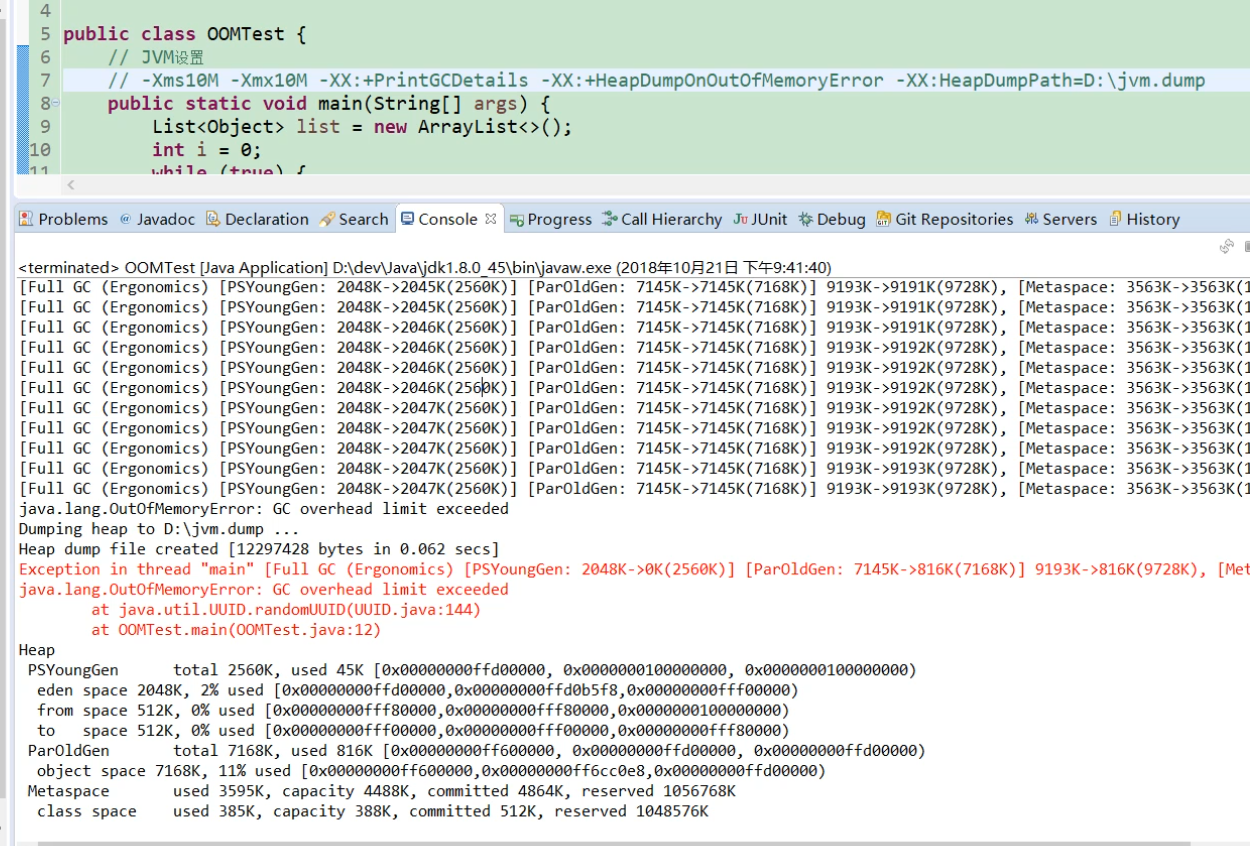 4
5 public class OOMTest {
6 // JVM设置
7 // -Xms10M -Xmx10M -XX:+PrintGCDetails -XX:+HeapDumpOnOutOfMemoryError -XX:HeapDumpPath=D:\jvm.dump
8 public static void main(String[] args) {
9 List<Object> list = new ArrayList<>();
10 int i = 0;
11 while (true) {
Problems Javadoc Declaration Search Console Progress Call Hierarchy JUnit Debug Git Repositories Servers History
<terminated> OOMTest [Java Application] D:\dev\Java\jdk1.8.0_45\bin\javaw.exe (2018年10月21日 下午9:41:40)
[Full GC (Ergonomics) [PSYoungGen: 2048K->2045K(2560K)] [ParOldGen: 7145K->7145K(7168K)] 9193K->9191K(9728K), [Metaspace: 3563K->3563K(1
[Full GC (Ergonomics) [PSYoungGen: 2048K->2045K(2560K)] [ParOldGen: 7145K->7145K(7168K)] 9193K->9191K(9728K), [Metaspace: 3563K->3563K(1
[Full GC (Ergonomics) [PSYoungGen: 2048K->2046K(2560K)] [ParOldGen: 7145K->7145K(7168K)] 9193K->9191K(9728K), [Metaspace: 3563K->3563K(1
[Full GC (Ergonomics) [PSYoungGen: 2048K->2046K(2560K)] [ParOldGen: 7145K->7145K(7168K)] 9193K->9192K(9728K), [Metaspace: 3563K->3563K(1
[Full GC (Ergonomics) [PSYoungGen: 2048K->2046K(2560K)] [ParOldGen: 7145K->7145K(7168K)] 9193K->9192K(9728K), [Metaspace: 3563K->3563K(1
[Full GC (Ergonomics) [PSYoungGen: 2048K->2046K(2560K)] [ParOldGen: 7145K->7145K(7168K)] 9193K->9192K(9728K), [Metaspace: 3563K->3563K(1
[Full GC (Ergonomics) [PSYoungGen: 2048K->2047K(2560K)] [ParOldGen: 7145K->7145K(7168K)] 9193K->9192K(9728K), [Metaspace: 3563K->3563K(1
[Full GC (Ergonomics) [PSYoungGen: 2048K->2047K(2560K)] [ParOldGen: 7145K->7145K(7168K)] 9193K->9192K(9728K), [Metaspace: 3563K->3563K(1
[Full GC (Ergonomics) [PSYoungGen: 2048K->2047K(2560K)] [ParOldGen: 7145K->7145K(7168K)] 9193K->9192K(9728K), [Metaspace: 3563K->3563K(1
[Full GC (Ergonomics) [PSYoungGen: 2048K->2047K(2560K)] [ParOldGen: 7145K->7145K(7168K)] 9193K->9193K(9728K), [Metaspace: 3563K->3563K(1
[Full GC (Ergonomics) [PSYoungGen: 2048K->2047K(2560K)] [ParOldGen: 7145K->7145K(7168K)] 9193K->9193K(9728K), [Metaspace: 3563K->3563K(1
java.lang.OutOfMemoryError: GC overhead limit exceeded
Dumping heap to D:\jvm.dump ...
Heap dump file created [12297428 bytes in 0.062 secs]
Exception in thread "main" [Full GC (Ergonomics) [PSYoungGen: 2048K->0K(2560K)] [ParOldGen: 7145K->816K(7168K)] 9193K->816K(9728K), [Met
java.lang.OutOfMemoryError: GC overhead limit exceeded
at java.util.UUID.randomUUID(UUID.java:144)
at OOMTest.main(OOMTest.java:12)
Heap
PSYoungGen total 2560K, used 45K [0x00000000ffd00000, 0x0000000100000000, 0x0000000100000000)
eden space 2048K, 2% used [0x00000000ffd00000,0x00000000ffd0b5f8,0x00000000fff00000)
from space 512K, 0% used [0x00000000fff80000,0x00000000fff80000,0x0000000100000000)
to space 512K, 0% used [0x00000000fff00000,0x00000000fff00000,0x00000000fff80000)
ParOldGen total 7168K, used 816K [0x00000000ff600000, 0x00000000ffd00000, 0x00000000ffd00000)
object space 7168K, 11% used [0x00000000ff600000,0x00000000ff6cc0e8,0x00000000ffd00000)
Metaspace used 3595K, capacity 4488K, committed 4864K, reserved 1056768K
class space used 385K, capacity 388K, committed 512K, reserved 1048576K